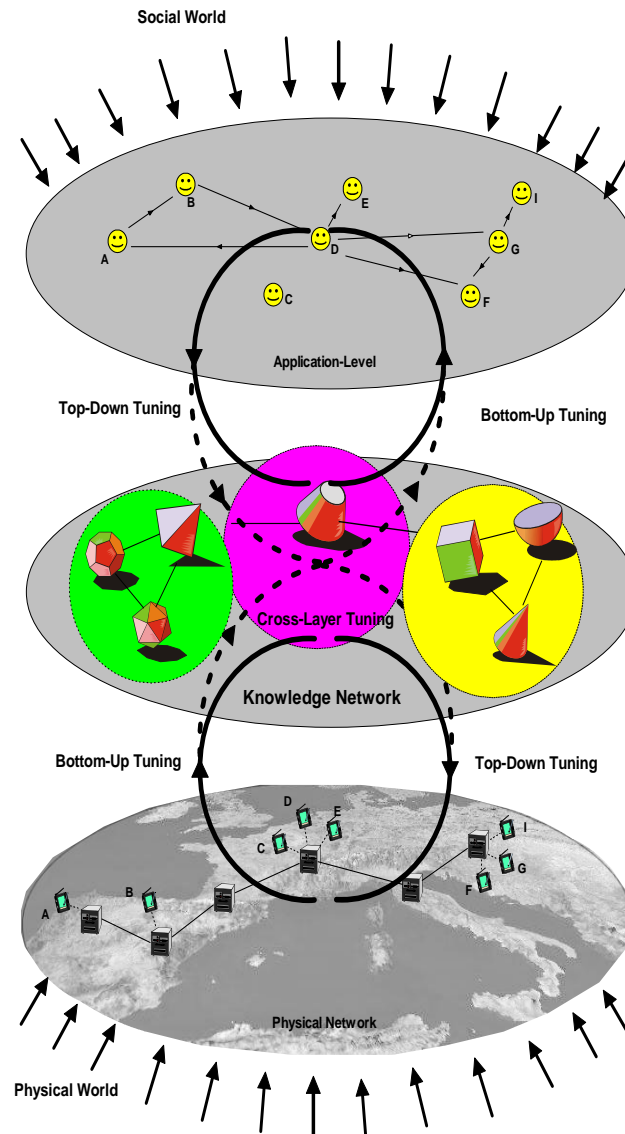 Social World
B
E
I
A
D
G
C
F
Application-Level
Top-Down Tuning
Bottom-Up Tuning
Cross-Layer Tuning
Knowledge Network
Bottom-Up Tuning
Top-Down Tuning
D
E
I
C
B
G
A
F
Physical Network
Physical World